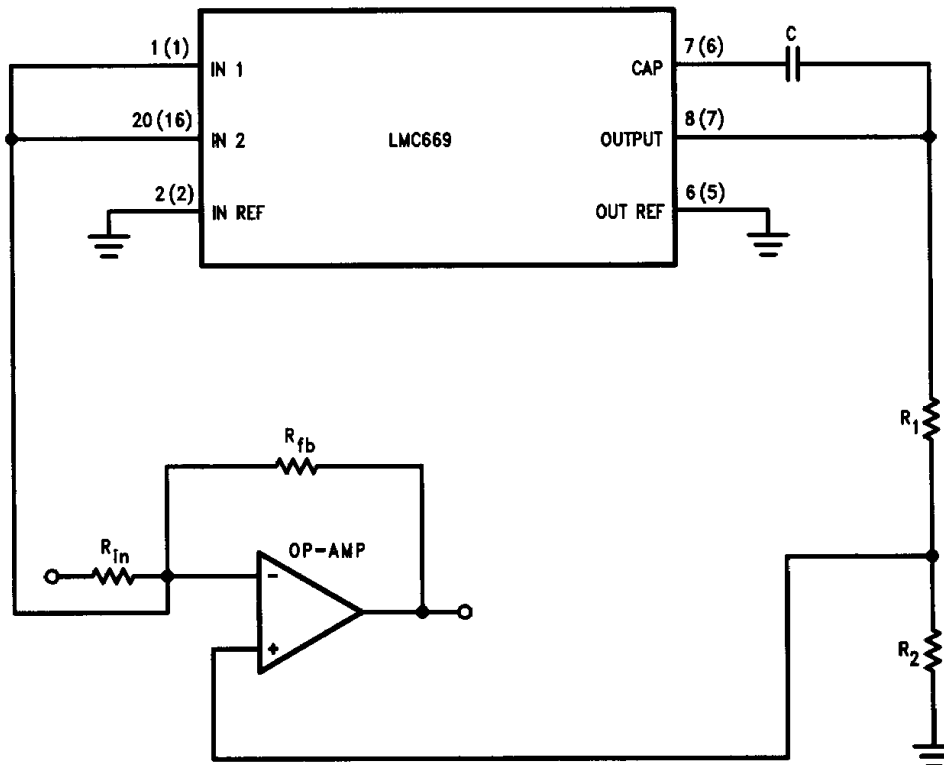 C
1 (1)
7 (6)
IN 1
CAP
20 (16)
8 (7)
IN 2
LMC669
OUTPUT
2 (2)
6 (5)
IN REF
OUT REF
R1
Rfb
Rin
OP-AMP
-
+
R2